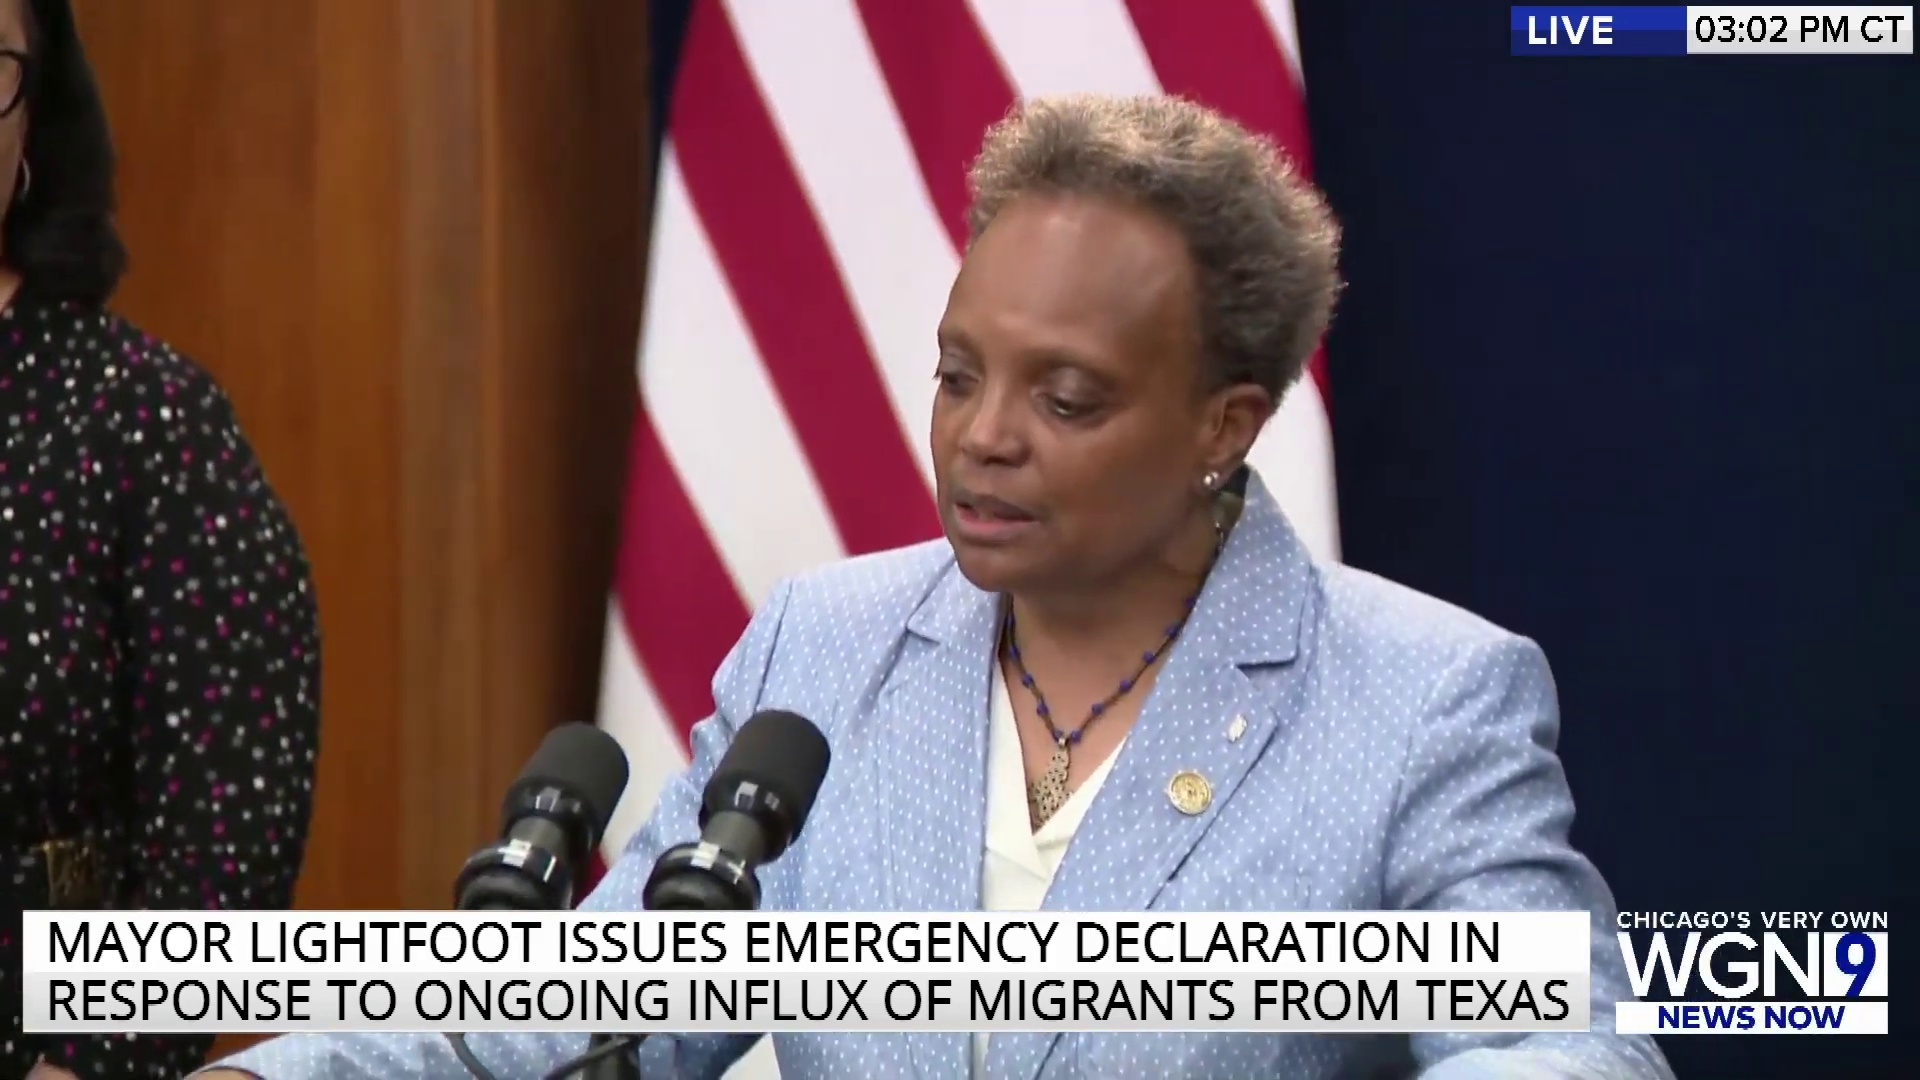 LIVE 03:02 PM CT
MAYOR LIGHTFOOT ISSUES EMERGENCY DECLARATION IN
RESPONSE TO ONGOING INFLUX OF MIGRANTS FROM TEXAS
CHICAGO'S VERY OWN
WGN9
NEWS NOW